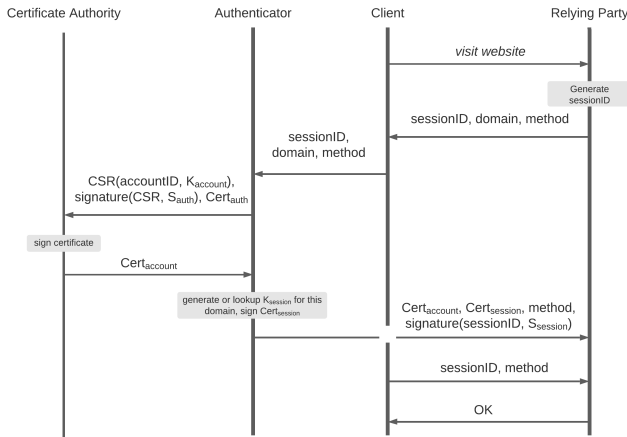 Certificate Authority
Authenticator
Client
Relying Party
visit website
Generate
sessionID
sessionID, domain, method
sessionID,
domain, method
CSR(accountID, Kaccount),
signature(CSR, Sauth), Certauth
sign certificate
Certaccount
generate or lookup Ksession for this
domain, sign Certsession
Certaccount, Certsession, method,
signature(sessionID, Ssession)
sessionID, method
OK